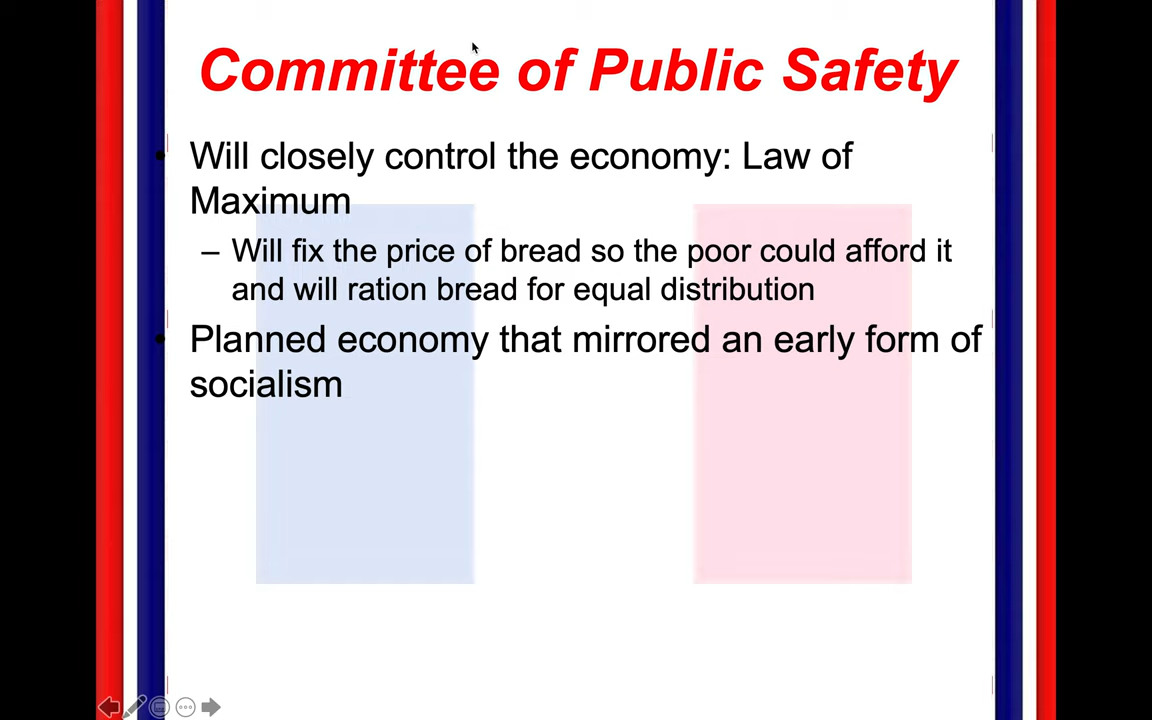 Committee of Public Safety
• Will closely control the economy: Law of
Maximum
– Will fix the price of bread so the poor could afford it
and will ration bread for equal distribution
• Planned economy that mirrored an early form of
socialism